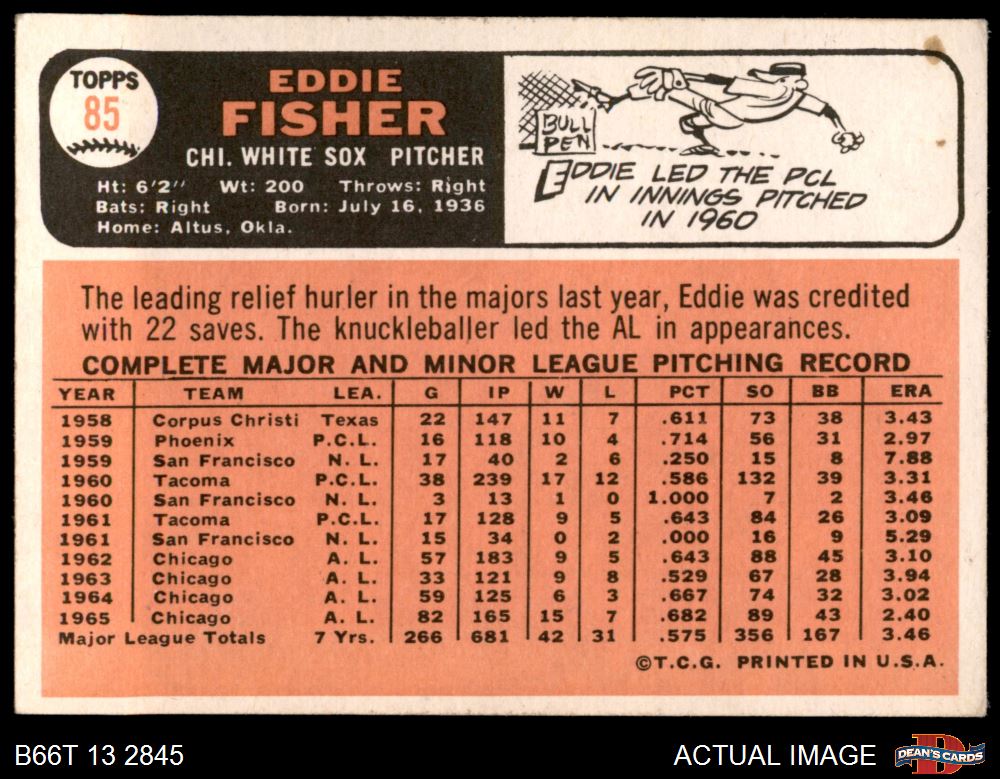 TOPPS
85
EDDIE
FISHER
CHI. WHITE SOX PITCHER
Ht: 6'2" Wt: 200 Throws: Right
Bats: Right Born: July 16, 1936
Home: Altus, Okla.
BULL
PEN
EDDIE LED THE PCL
IN INNINGS PITCHED
IN 1960
The leading relief hurler in the majors last year, Eddie was credited
with 22 saves. The knuckleballer led the AL in appearances.
COMPLETE MAJOR AND MINOR LEAGUE PITCHING RECORD
YEAR TEAM LEA. G IP W L PCT SO BB ERA
1958 Corpus Christi Texas 22 147 11 7 .611 73 38 3.43
1959 Phoenix P.C.L. 16 118 10 4 .714 56 31 2.97
1959 San Francisco N. L. 17 40 2 6 .250 15 8 7.88
1960 Tacoma P.C.L. 38 239 17 12 .586 132 39 3.31
1960 San Francisco N. L. 3 13 1 0 1.000 7 2 3.46
1961 Tacoma P.C.L. 17 128 9 5 .643 84 26 3.09
1961 San Francisco N. L. 15 34 0 2 .000 16 9 5.29
1962 Chicago A. L. 57 183 9 5 .643 88 45 3.10
1963 Chicago A. L. 33 121 9 8 .529 67 28 3.94
1964 Chicago A. L. 59 125 6 3 .667 74 32 3.02
1965 Chicago A. L. 82 165 15 7 .682 89 43 2.40
Major League Totals 7 Yrs. 266 681 42 31 .575 356 167 3.46
©T.C.G. PRINTED IN U.S.A.
B66T 13 2845
ACTUAL IMAGE
DEAN'S CARDS